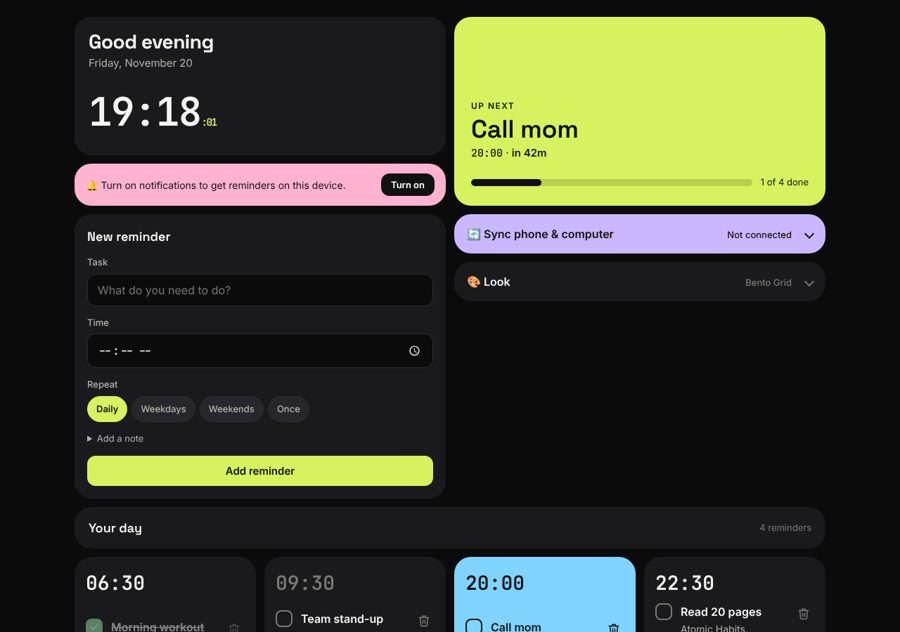 Good evening
Friday, November 20
19:18:01
UP NEXT
Call mom
20:00 · in 42m
1 of 4 done
🔔 Turn on notifications to get reminders on this device.
Turn on
🔄 Sync phone & computer
Not connected
🎨 Look
Bento Grid
New reminder
Task
What do you need to do?
Time
--:-- --
Repeat
Daily
Weekdays
Weekends
Once
Add a note
Add reminder
Your day
4 reminders
06:30
Morning workout
09:30
Team stand-up
20:00
Call mom
22:30
Read 20 pages
Atomic Habits,